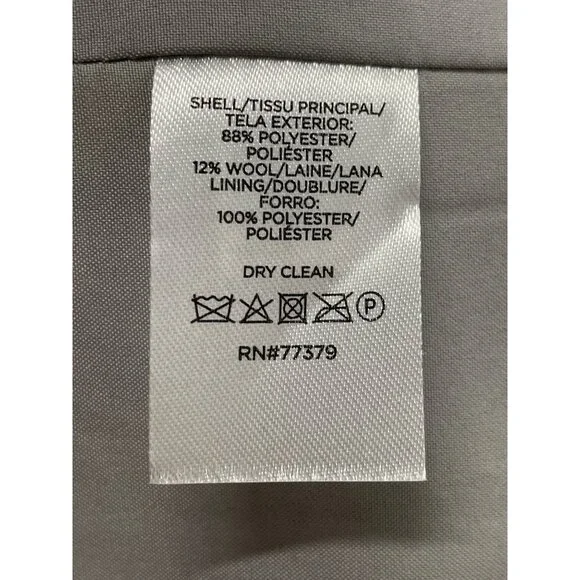 SHELL/TISSU PRINCIPAL/
TELA EXTERIOR:
88% POLYESTER/
POLIÉSTER
12% WOOL/LAINE/LANA
LINING/DOUBLURE/
FORRO:
100% POLYESTER/
POLIÉSTER
DRY CLEAN
P
RN#77379